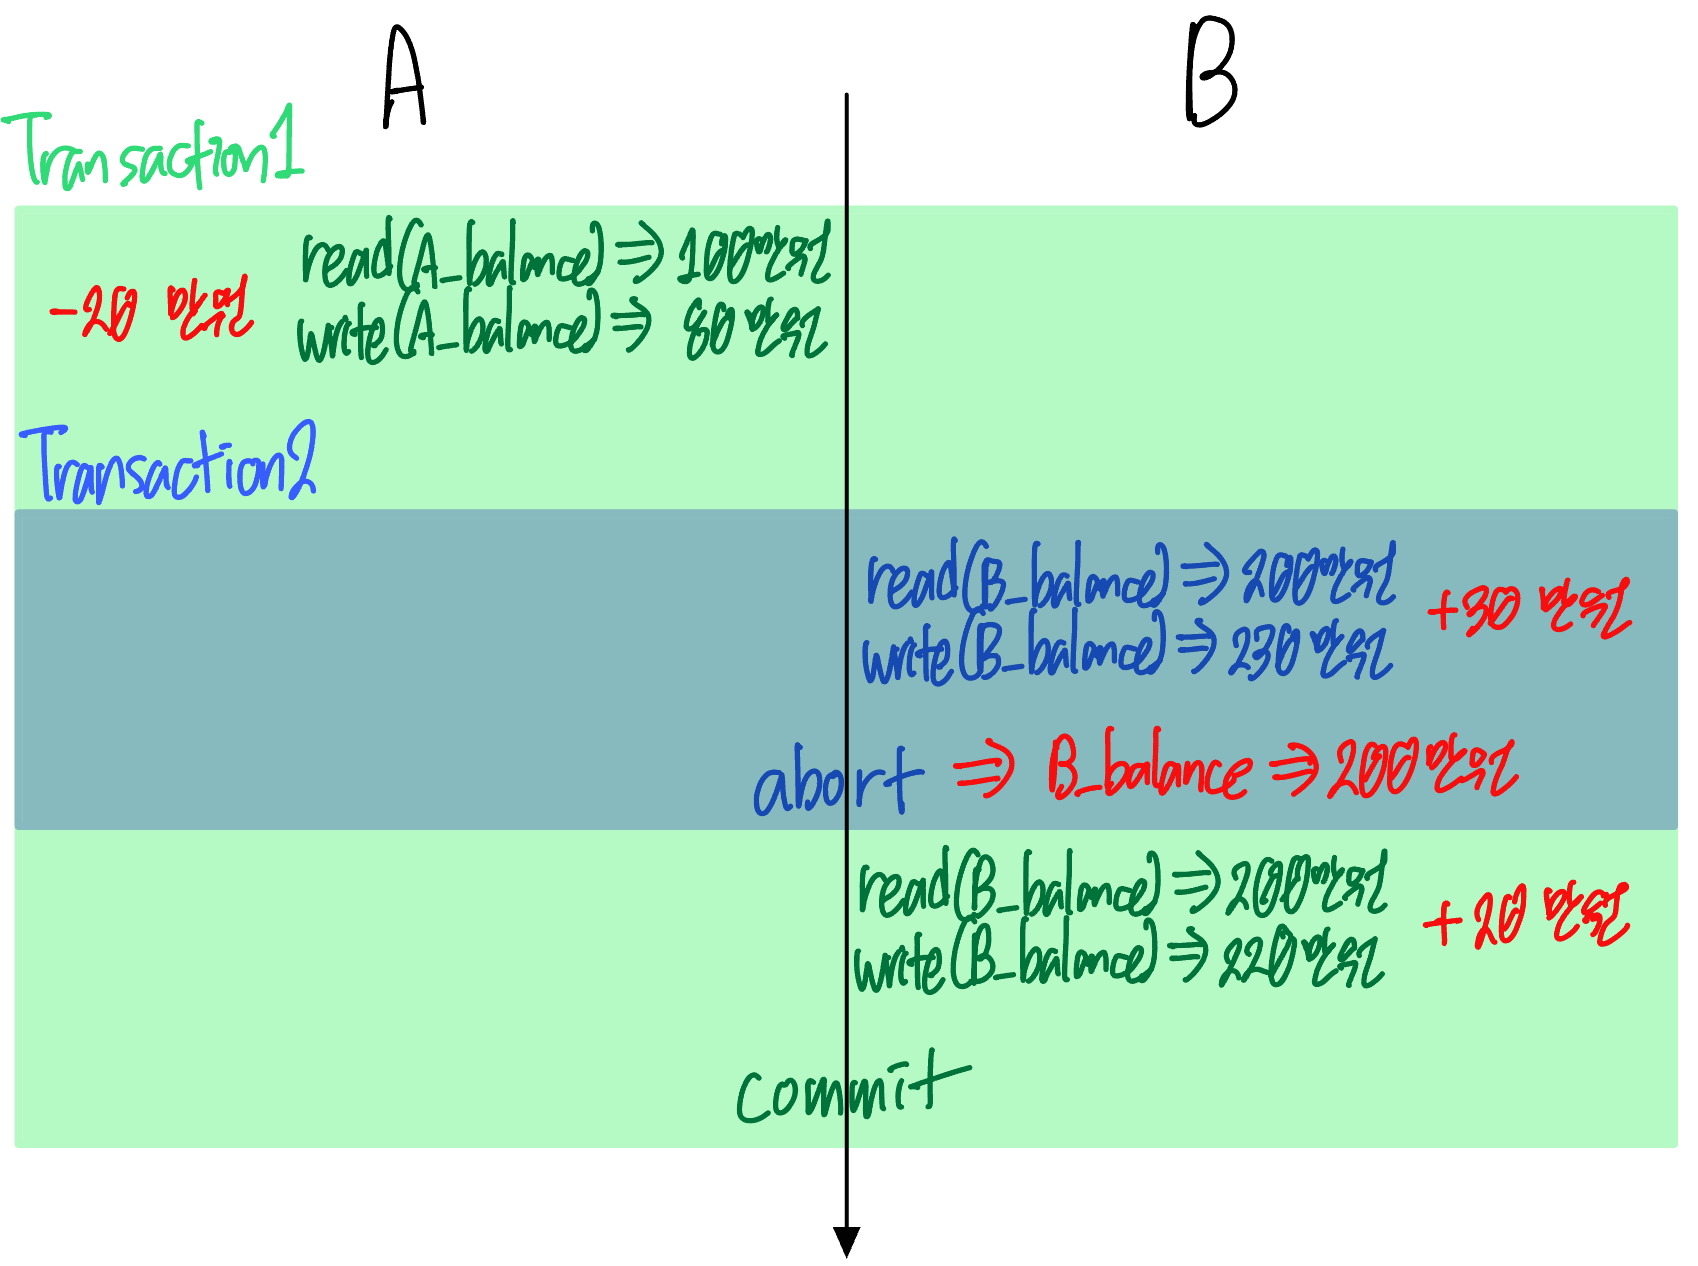 A
B
Transaction1
read(A_balance) ⇒ 100만원
-20 만원
write(A_balance) ⇒ 80만원
Transaction2
read(B_balance) ⇒ 200만원
+30 만원
write(B_balance) ⇒ 230만원
abort ⇒ B_balance ⇒ 200만원
read(B_balance) ⇒ 200만원
+20 만원
write(B_balance) ⇒ 220만원
commit